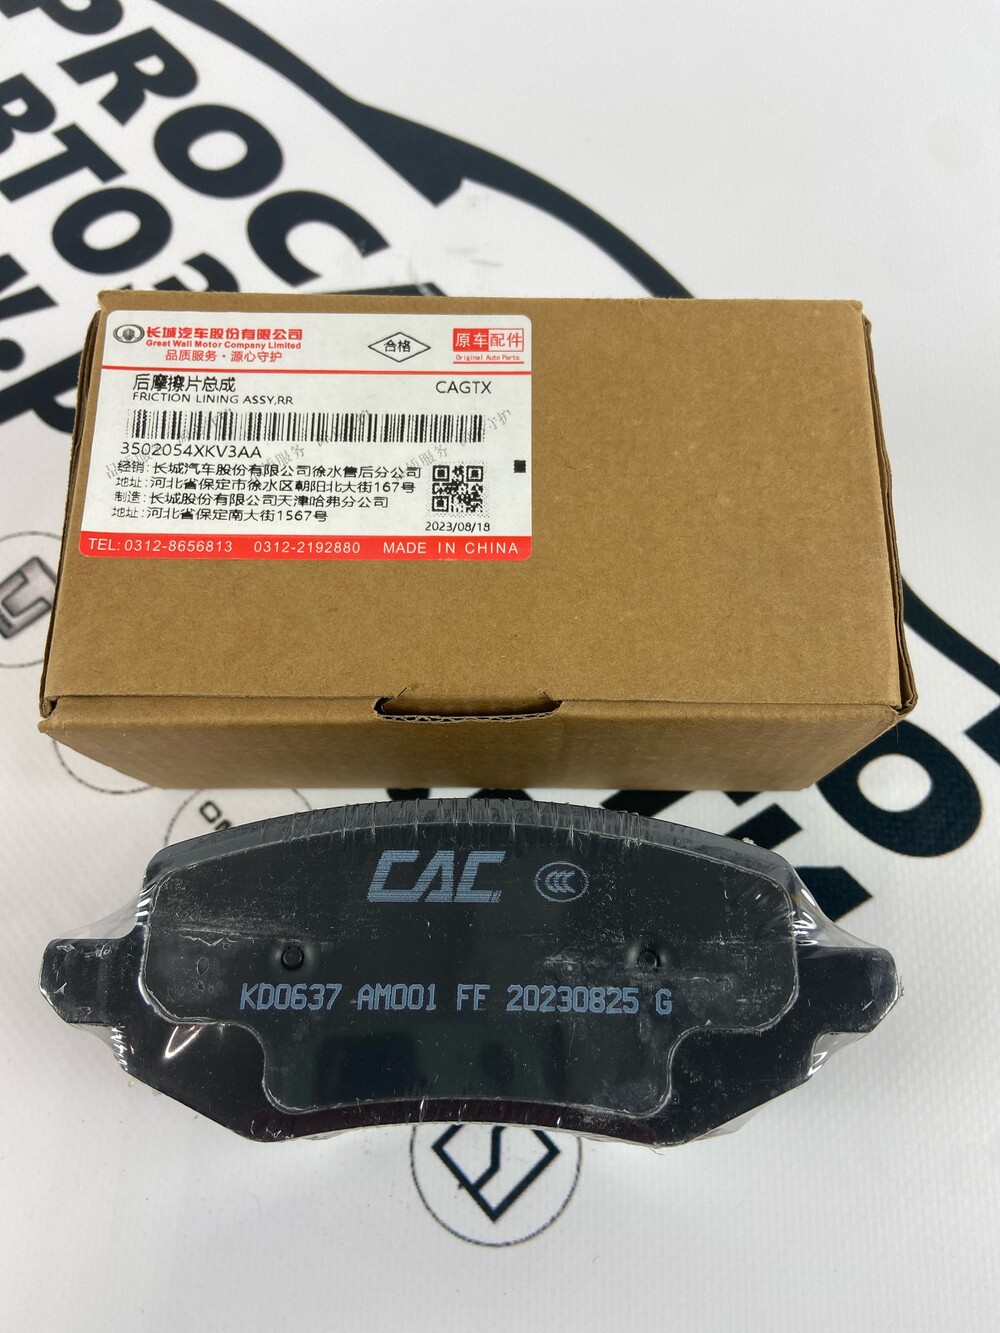 PROC
长城汽车股份有限公司
Great Wall Motor Company Limited
品质服务·源心守护
合格
原车配件
Original Auto Parts
后摩擦片总成
CAGTX
FRICTION LINING ASSY,RR
3502054XKV3AA
经销:长城汽车股份有限公司徐水售后分公司
地址:河北省保定市徐水区朝阳北大街167号
制造:长城股份有限公司天津哈弗分公司
地址:河北省保定南大街1567号
2023/08/18
TEL:0312-8656813 0312-2192880 MADE IN CHINA
CAC
CCC
KD0637 AM001 FF 20230825 G